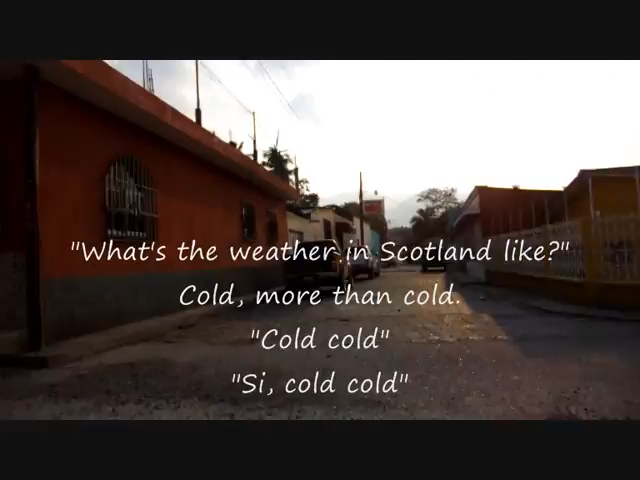 "What's the weather in Scotland like?"
Cold, more than cold.
"Cold cold"
"Si, cold cold"